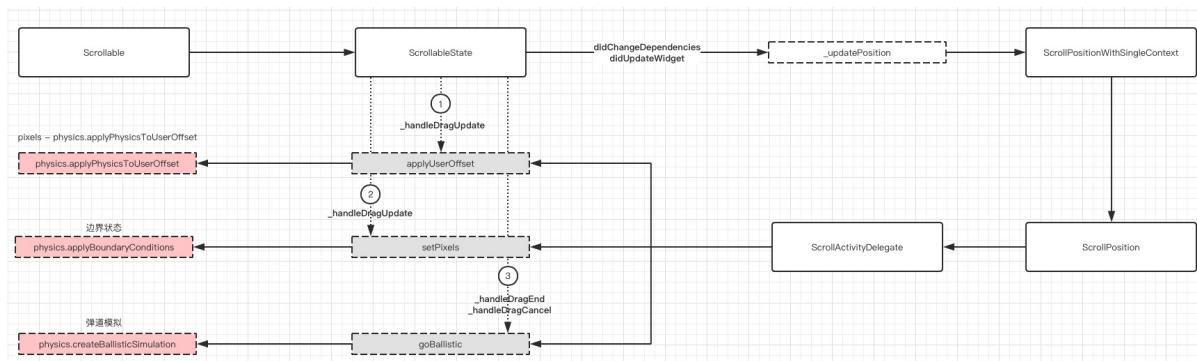 Scrollable
ScrollableState
didChangeDependencies
didUpdateWidget
_updatePosition
ScrollPositionWithSingleContext
1
_handleDragUpdate
pixels - physics.applyPhysicsToUserOffset
physics.applyPhysicsToUserOffset
applyUserOffset
2
_handleDragUpdate
边界状态
physics.applyBoundaryConditions
setPixels
ScrollActivityDelegate
ScrollPosition
3
_handleDragEnd
_handleDragCancel
弹道模拟
physics.createBallisticSimulation
goBallistic